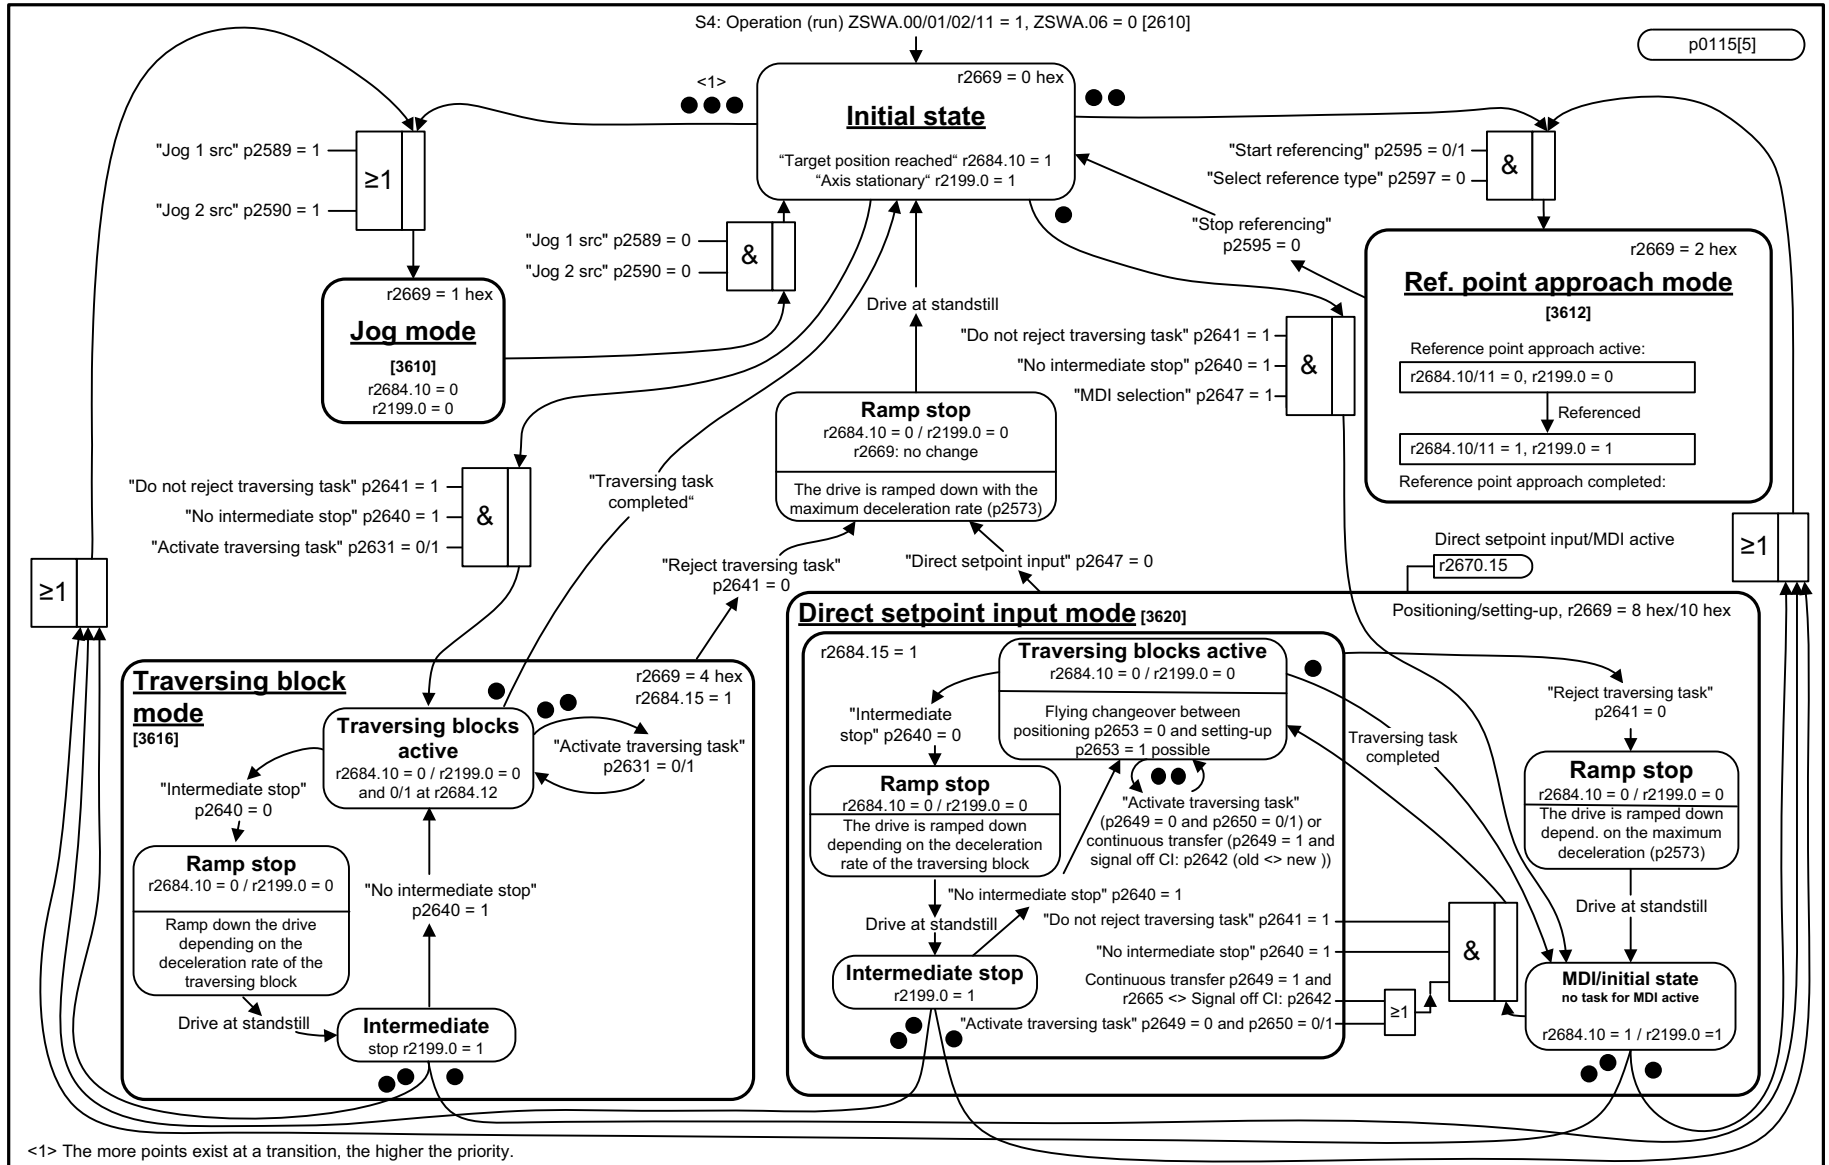 S4: Operation (run) ZSWA.00/01/02/11 = 1, ZSWA.06 = 0 [2610]
p0115[5]
<1>
r2669 = 0 hex
Initial state
“Target position reached“ r2684.10 = 1
“Axis stationary“ r2199.0 = 1
"Jog 1 src" p2589 = 1
"Jog 2 src" p2590 = 1
≥1
"Start referencing" p2595 = 0/1
"Select reference type" p2597 = 0
&
"Jog 1 src" p2589 = 0
"Jog 2 src" p2590 = 0
&
"Stop referencing"
p2595 = 0
r2669 = 1 hex
Jog mode
[3610]
r2684.10 = 0
r2199.0 = 0
r2669 = 2 hex
Ref. point approach mode
[3612]
Reference point approach active:
r2684.10/11 = 0, r2199.0 = 0
Referenced
r2684.10/11 = 1, r2199.0 = 1
Reference point approach completed:
Drive at standstill
"Do not reject traversing task" p2641 = 1
"No intermediate stop" p2640 = 1
"MDI selection" p2647 = 1
&
Ramp stop
r2684.10 = 0 / r2199.0 = 0
r2669: no change
The drive is ramped down with the
maximum deceleration rate (p2573)
"Do not reject traversing task" p2641 = 1
"No intermediate stop" p2640 = 1
"Activate traversing task" p2631 = 0/1
&
"Traversing task
completed“
"Reject traversing task"
p2641 = 0
"Direct setpoint input" p2647 = 0
Direct setpoint input/MDI active
r2670.15
≥1
≥1
Traversing block
mode
[3616]
r2669 = 4 hex
r2684.15 = 1
Traversing blocks
active
r2684.10 = 0 / r2199.0 = 0
and 0/1 at r2684.12
"Activate traversing task"
p2631 = 0/1
"Intermediate stop"
p2640 = 0
Ramp stop
r2684.10 = 0 / r2199.0 = 0
Ramp down the drive
depending on the
deceleration rate of the
traversing block
"No intermediate stop"
p2640 = 1
Drive at standstill
Intermediate
stop r2199.0 = 1
Direct setpoint input mode [3620]
Positioning/setting-up, r2669 = 8 hex/10 hex
r2684.15 = 1
Traversing blocks active
r2684.10 = 0 / r2199.0 = 0
Flying changeover between
positioning p2653 = 0 and setting-up
p2653 = 1 possible
"Intermediate
stop" p2640 = 0
Ramp stop
r2684.10 = 0 / r2199.0 = 0
The drive is ramped down
depending on the deceleration
rate of the traversing block
"Activate traversing task"
(p2649 = 0 and p2650 = 0/1) or
continuous transfer (p2649 = 1 and
signal off CI: p2642 (old <> new ))
"No intermediate stop" p2640 = 1
Drive at standstill
Intermediate stop
r2199.0 = 1
Traversing task
completed
"Reject traversing task"
p2641 = 0
Ramp stop
r2684.10 = 0 / r2199.0 = 0
The drive is ramped down
depend. on the maximum
deceleration (p2573)
Drive at standstill
"Do not reject traversing task" p2641 = 1
"No intermediate stop" p2640 = 1
Continuous transfer p2649 = 1 and
r2665 <> Signal off CI: p2642
"Activate traversing task" p2649 = 0 and p2650 = 0/1
≥1
&
MDI/initial state
no task for MDI active
r2684.10 = 1 / r2199.0 =1
<1> The more points exist at a transition, the higher the priority.